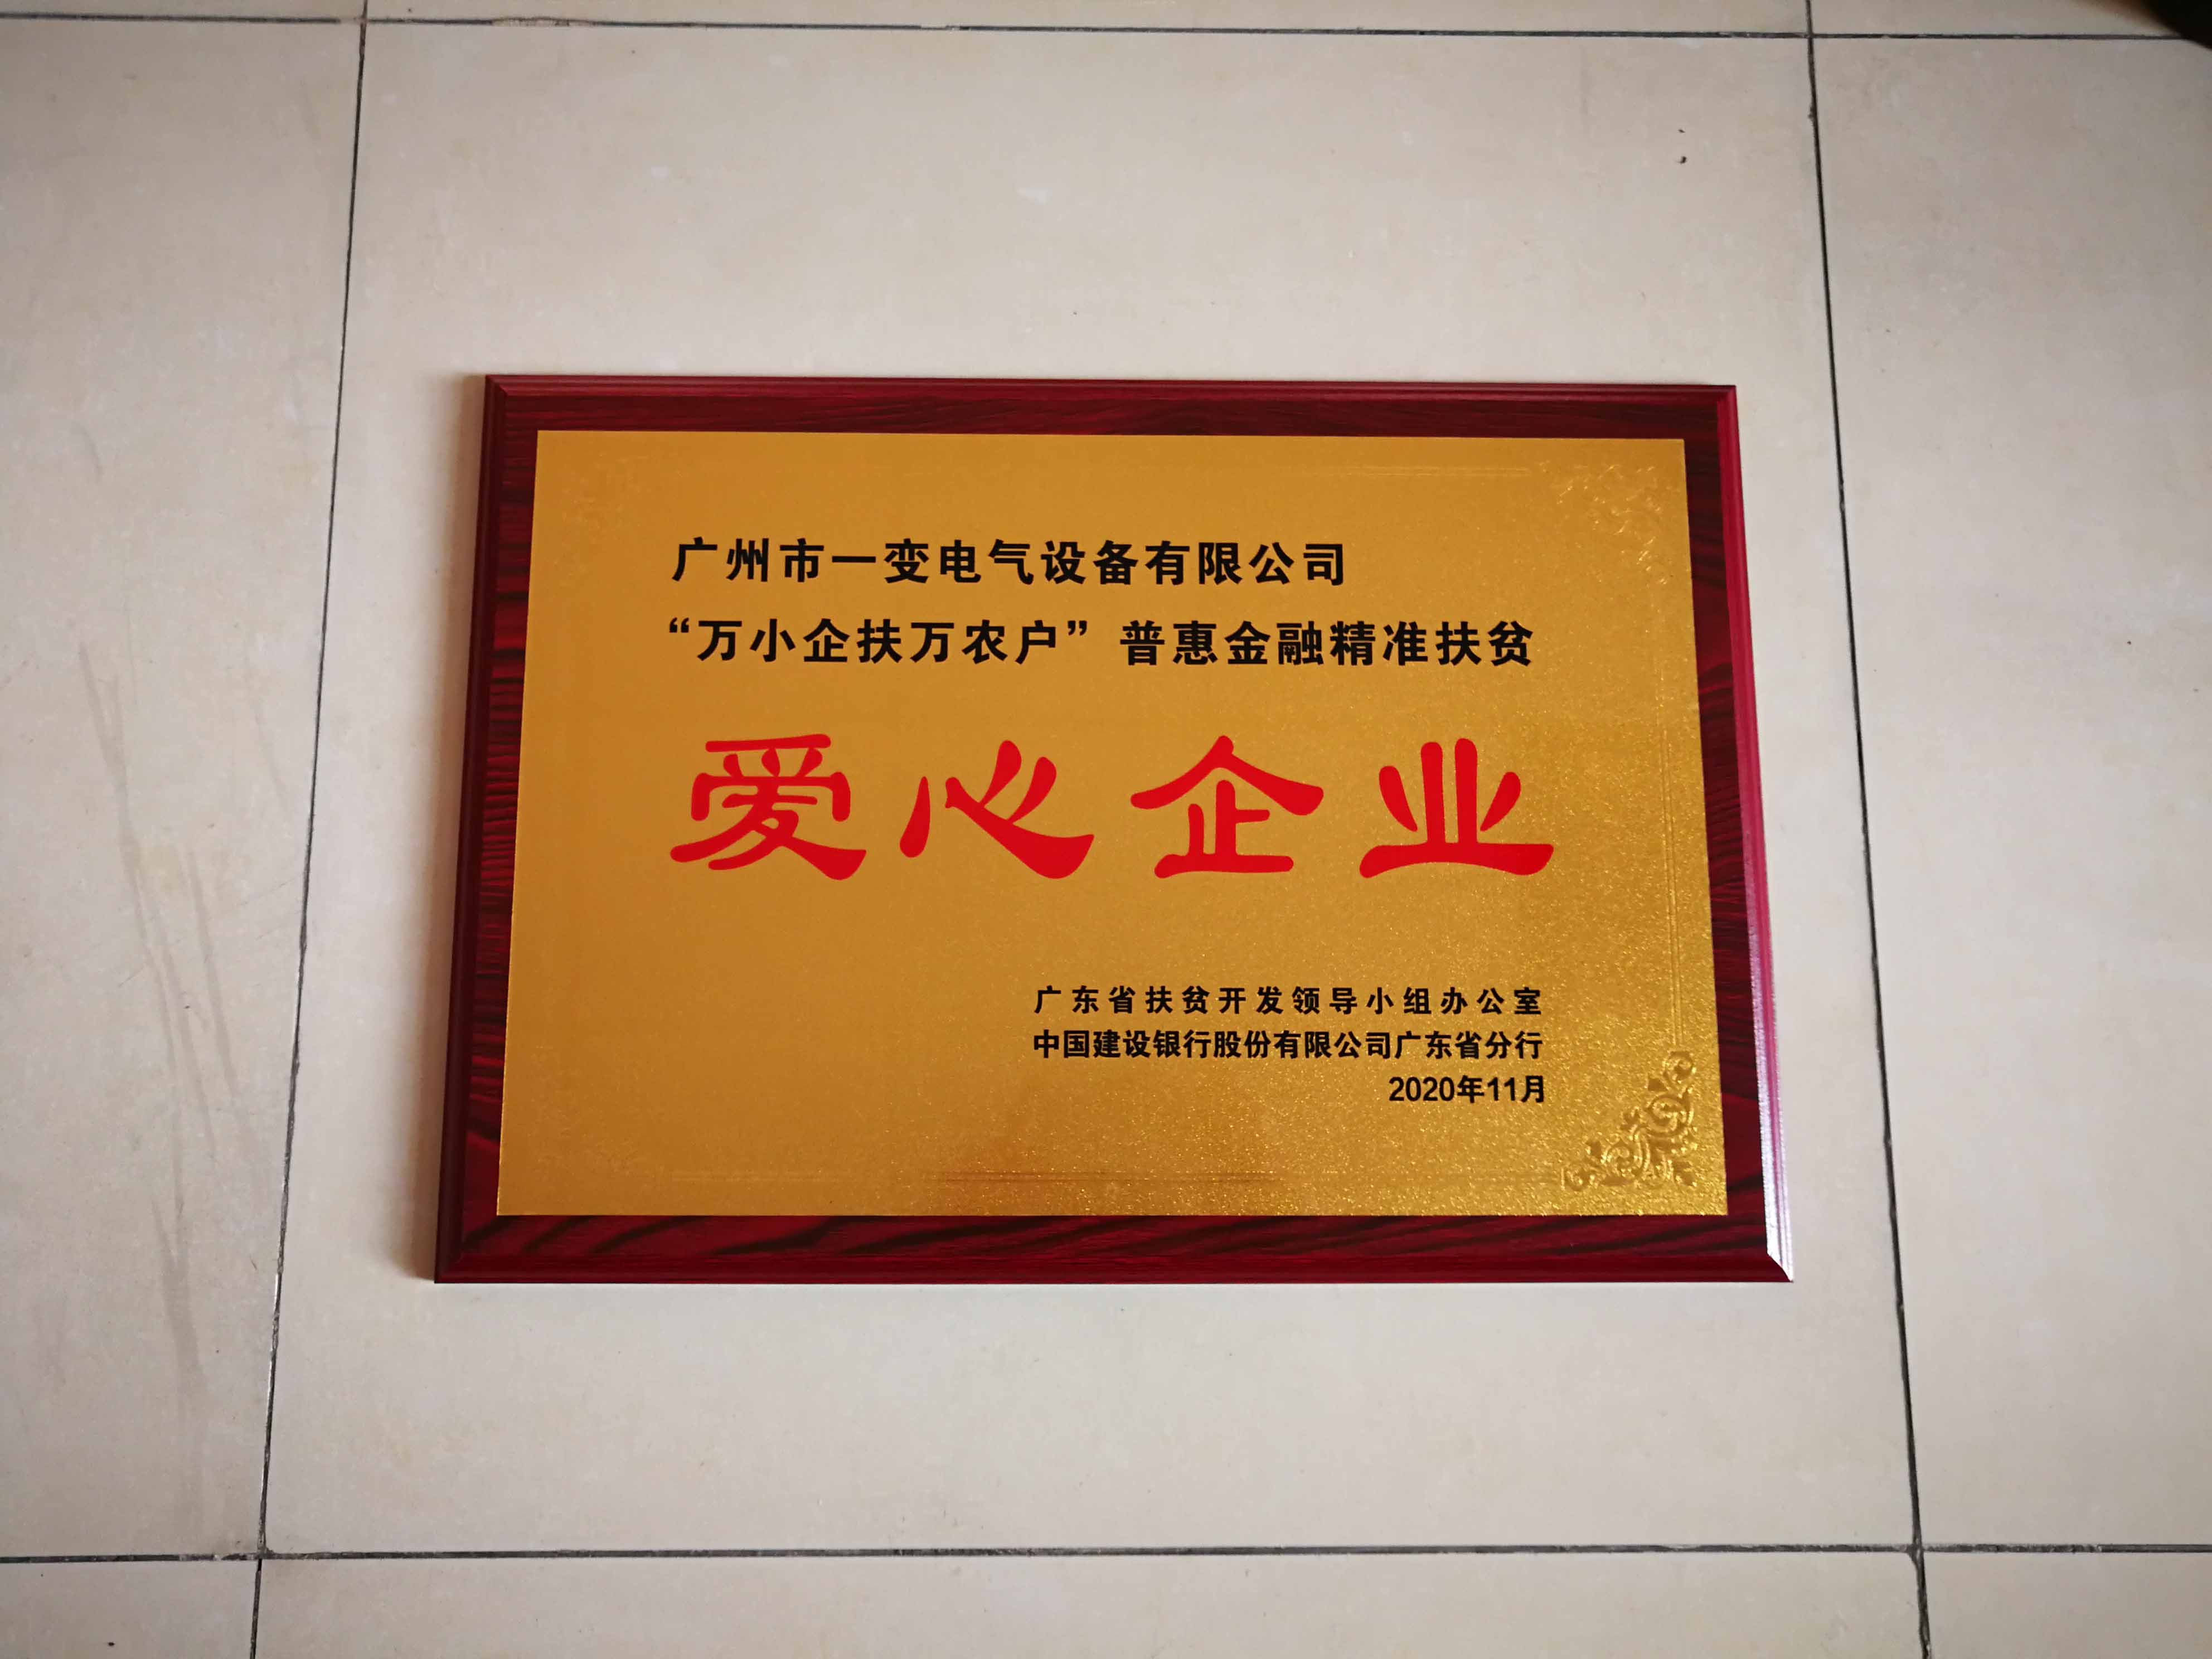 广州市一变电气设备有限公司
“万小企扶万农户”普惠金融精准扶贫
爱心企业
广东省扶贫开发领导小组办公室
中国建设银行股份有限公司广东省分行
2020年11月